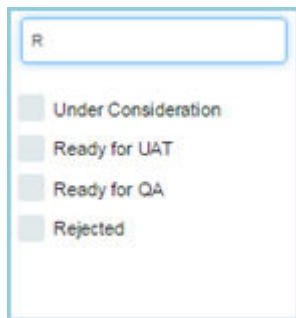 R
Under Consideration
Ready for UAT
Ready for QA
Rejected